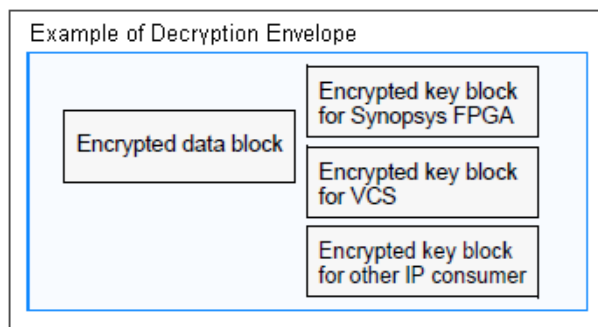 Example of Decryption Envelope
Encrypted data block
Encrypted key block
for Synopsys FPGA
Encrypted key block
for VCS
Encrypted key block
for other IP consumer